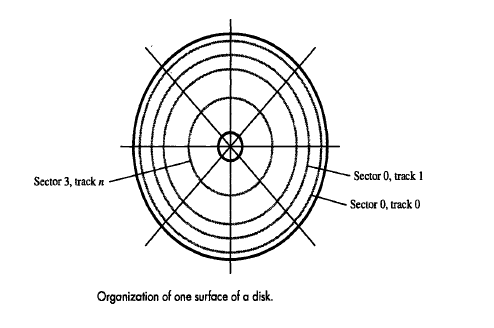 Sector 3, track n
Sector 0, track 1
Sector 0, track 0
Organization of one surface of a disk.